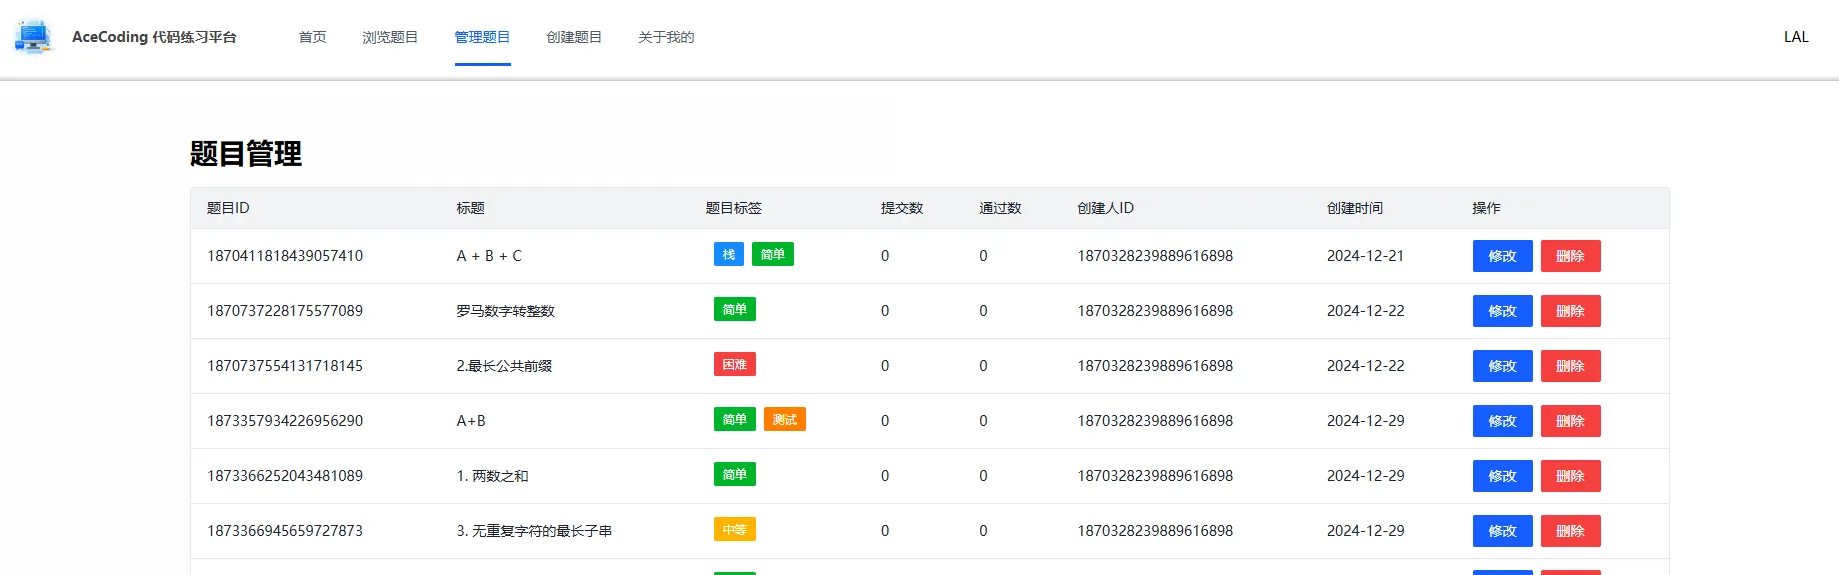 AceCoding 代码练习平台 首页 浏览题目 管理题目 创建题目 关于我的 LAL
题目管理
题目ID 标题 题目标签 提交数 通过数 创建人ID 创建时间 操作
1870411818439057410 A + B + C 栈 简单 0 0 1870328239889616898 2024-12-21 修改 删除
1870737228175577089 罗马数字转整数 简单 0 0 1870328239889616898 2024-12-22 修改 删除
1870737554131718145 2.最长公共前缀 困难 0 0 1870328239889616898 2024-12-22 修改 删除
1873357934226956290 A+B 简单 测试 0 0 1870328239889616898 2024-12-29 修改 删除
1873366252043481089 1. 两数之和 简单 0 0 1870328239889616898 2024-12-29 修改 删除
1873366945659727873 3. 无重复字符的最长子串 中等 0 0 1870328239889616898 2024-12-29 修改 删除